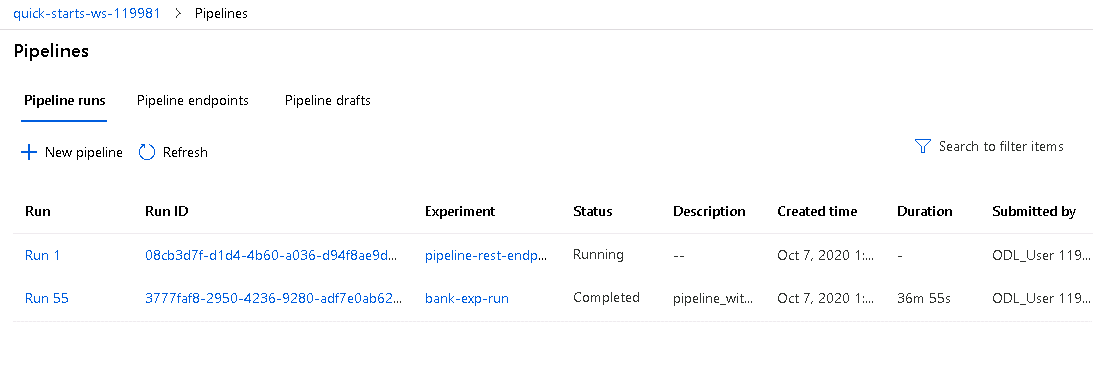 quick-starts-ws-119981 > Pipelines
Pipelines
Pipeline runs Pipeline endpoints Pipeline drafts
New pipeline Refresh Search to filter items
Run Run ID Experiment Status Description Created time Duration Submitted by
Run 1 08cb3d7f-d1d4-4b60-a036-d94f8ae9d... pipeline-rest-endp... Running -- Oct 7, 2020 1:... - ODL_User 119...
Run 55 3777faf8-2950-4236-9280-adf7e0ab62... bank-exp-run Completed pipeline_wit... Oct 7, 2020 1:... 36m 55s ODL_User 119...